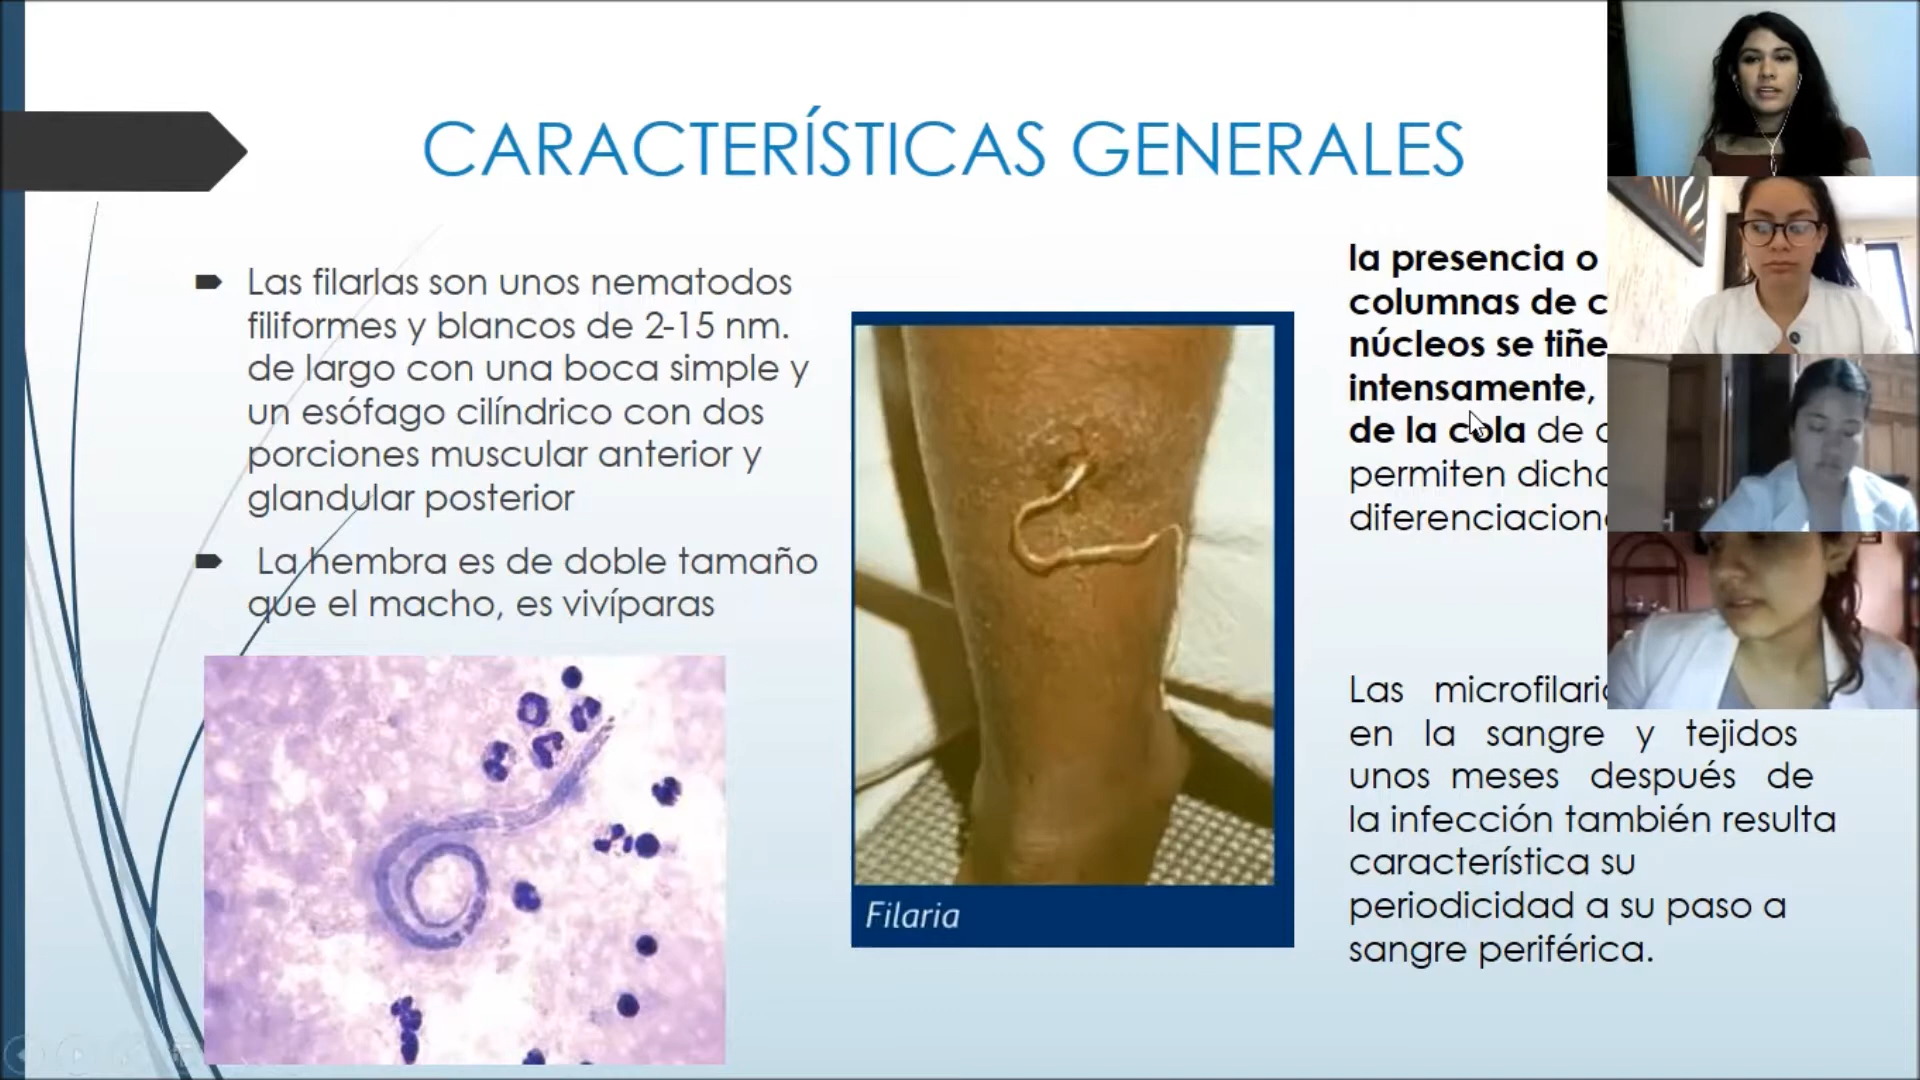 CARACTERÍSTICAS GENERALES
Las filarlas son unos nematodos
filiformes y blancos de 2-15 nm.
de largo con una boca simple y
un esófago cilíndrico con dos
porciones muscular anterior y
glandular posterior
La hembra es de doble tamaño
que el macho, es vivíparas
Filaria
la presencia o
columnas de
núcleos se tiñe
intensamente,
de la cola de
permiten
Las
en la sangre y tejidos
unos meses después de
la infección también resulta
característica su
periodicidad a su paso a
sangre periférica.